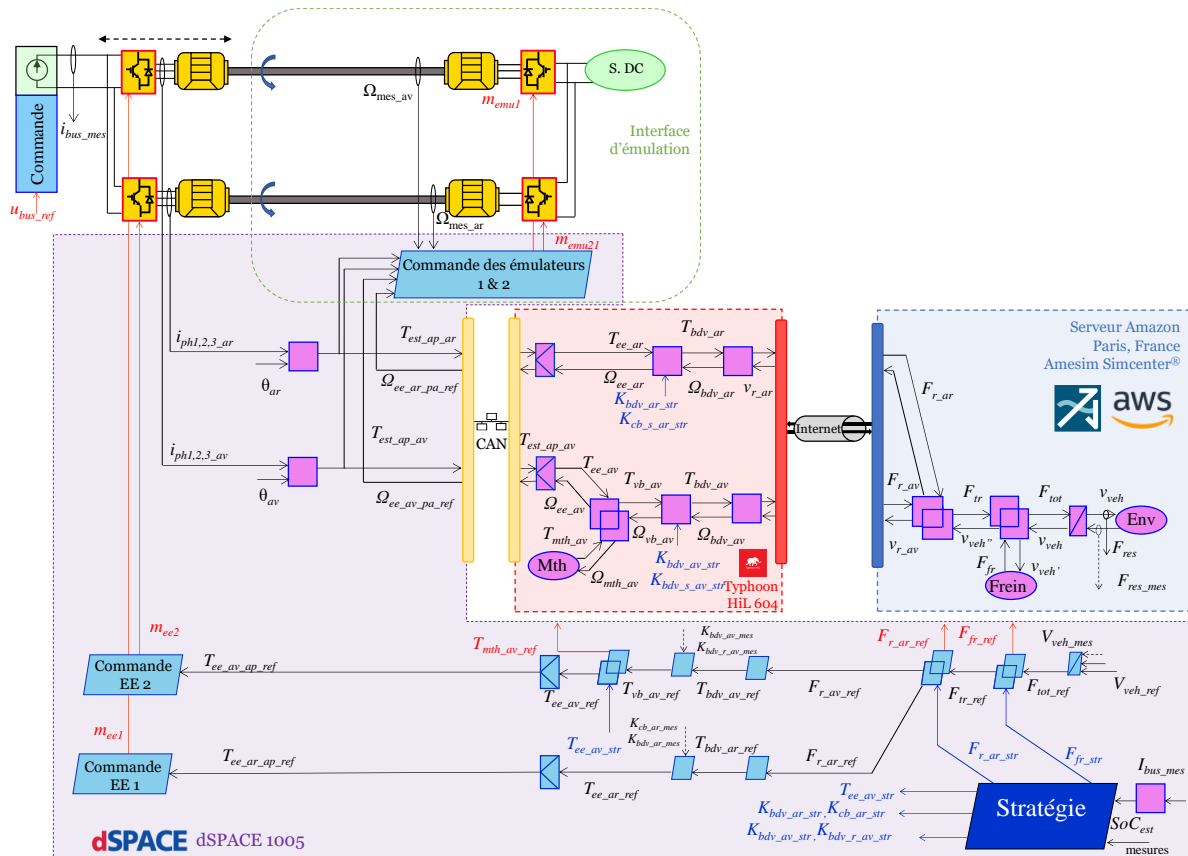 S. DC
Ω_mes_av
m_emu1
i_bus_mes
Interface
d’émulation
Commande
u_bus_ref
Ω_mes_ar
m_emu21
Commande des émulateurs
1 & 2
i_ph1,2,3_ar
θ_ar
T_est_ap_ar
Ω_ee_ar_pa_ref
T_ee_ar
Ω_ee_ar
T_bdv_ar
Ω_bdv_ar
v_r_ar
K_bdv_ar_str
K_cb_s_ar_str
Serveur Amazon
Paris, France
Amesim Simcenter®
aws
F_r_ar
Internet
CAN
T_est_ap_av
i_ph1,2,3_av
θ_av
Ω_ee_av_pa_ref
T_est_ap_av
T_ee_av
Ω_ee_av
T_vb_av
Ω_vb_av
T_bdv_av
Ω_bdv_av
T_mth_av
Mth
Ω_mth_av
K_bdv_av_str
K_bdv_s_av_str
Typhoon
HiL 604
F_r_av
v_r_av
F_tr
v_veh”
F_tot
v_veh
v_veh
Env
F_res
F_fr
v_veh’
Frein
F_res_mes
m_ee2
Commande
EE 2
T_ee_av_ap_ref
T_mth_av_ref
T_ee_av_ref
T_vb_av_ref
K_bdv_av_mes
K_bdv_r_av_mes
T_bdv_av_ref
F_r_av_ref
F_r_ar_ref
F_fr_ref
F_tr_ref
F_tot_ref
V_veh_mes
V_veh_ref
m_ee1
Commande
EE 1
T_ee_ar_ap_ref
T_ee_av_str
T_ee_ar_ref
K_cb_ar_mes
K_bdv_ar_mes
T_bdv_ar_ref
F_r_ar_ref
F_r_ar_str
F_fr_str
I_bus_mes
T_ee_av_str
K_bdv_ar_str, K_cb_ar_str
K_bdv_av_str, K_bdv_r_av_str
Stratégie
SoC_est
mesures
dSPACE dSPACE 1005